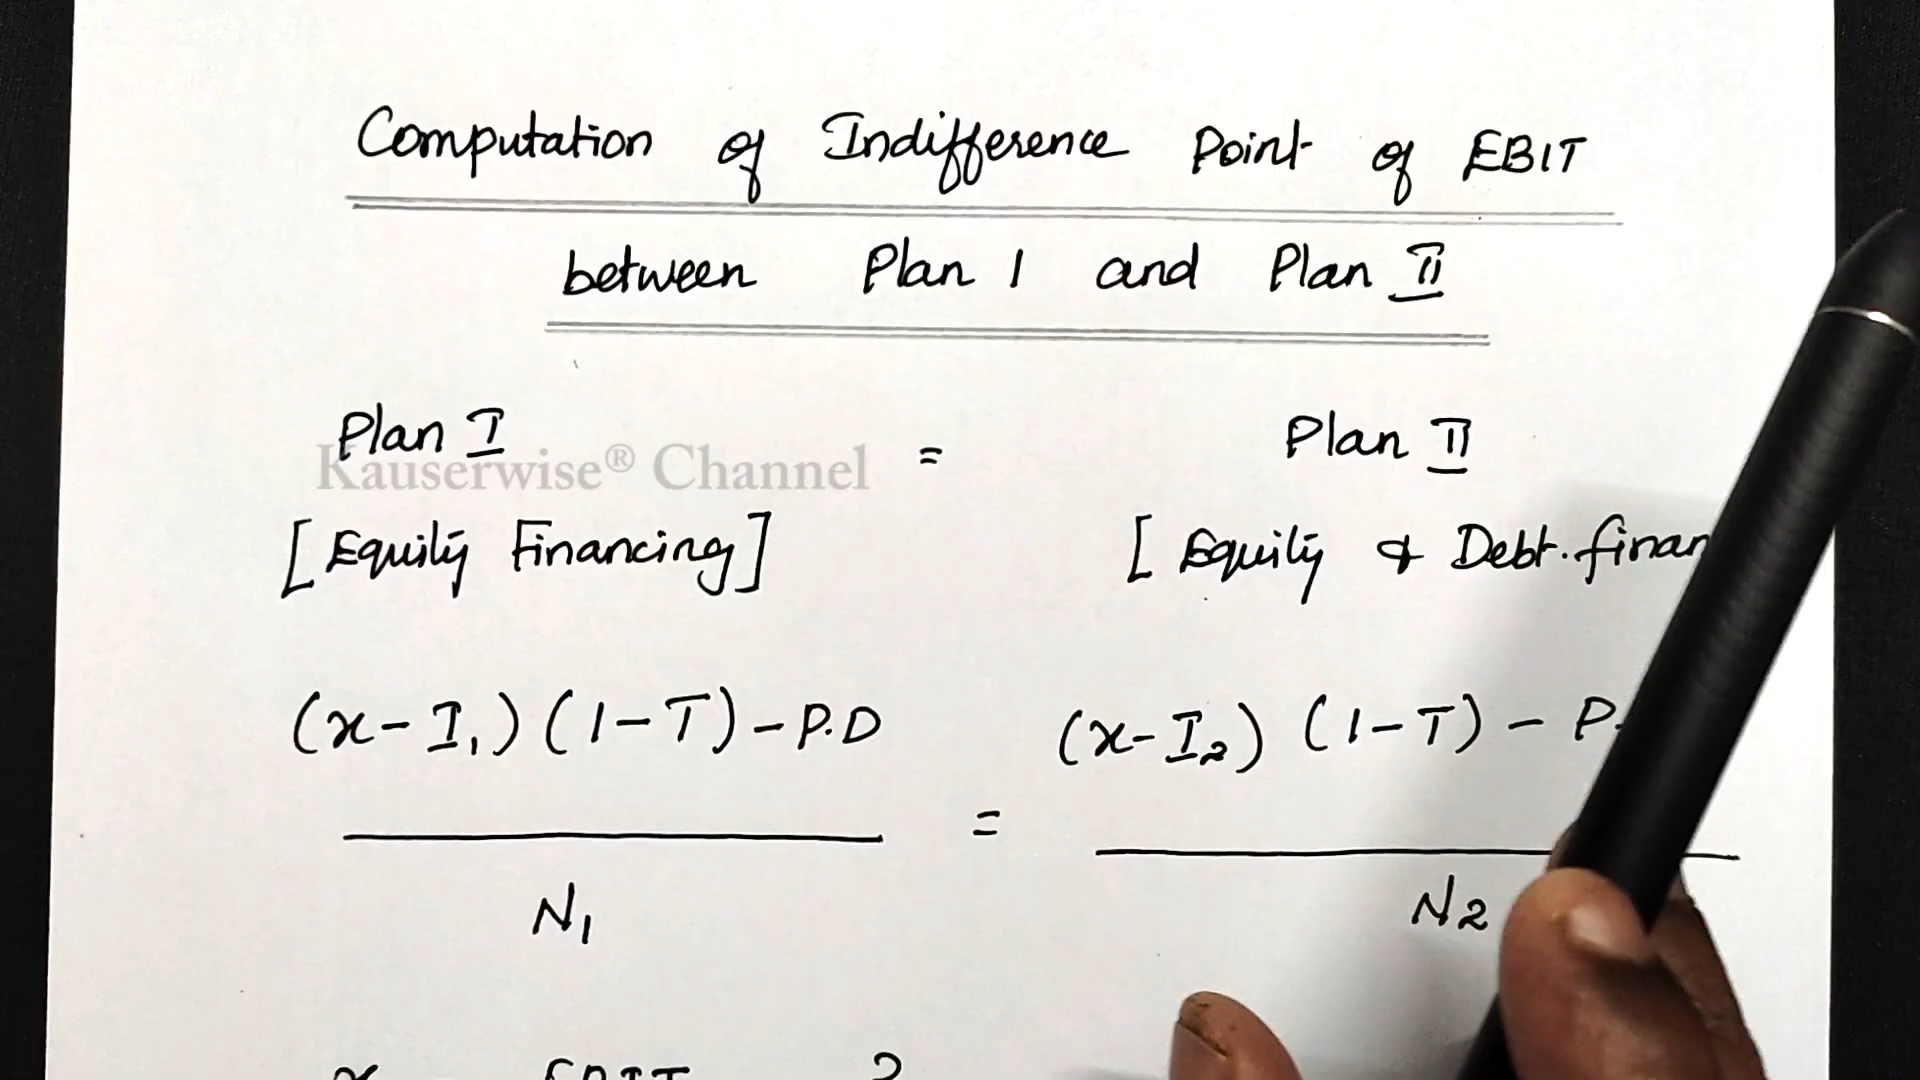 Computation of Indifference Point of EBIT
between Plan I and Plan II
Plan I = Plan II
Kauserwise® Channel
[Equity Financing] [Equity & Debt.finan
(x-I₁) (1-T) - P.D = (x-I₂) (1-T) - P.
N₁ N₂
x EBIT ?